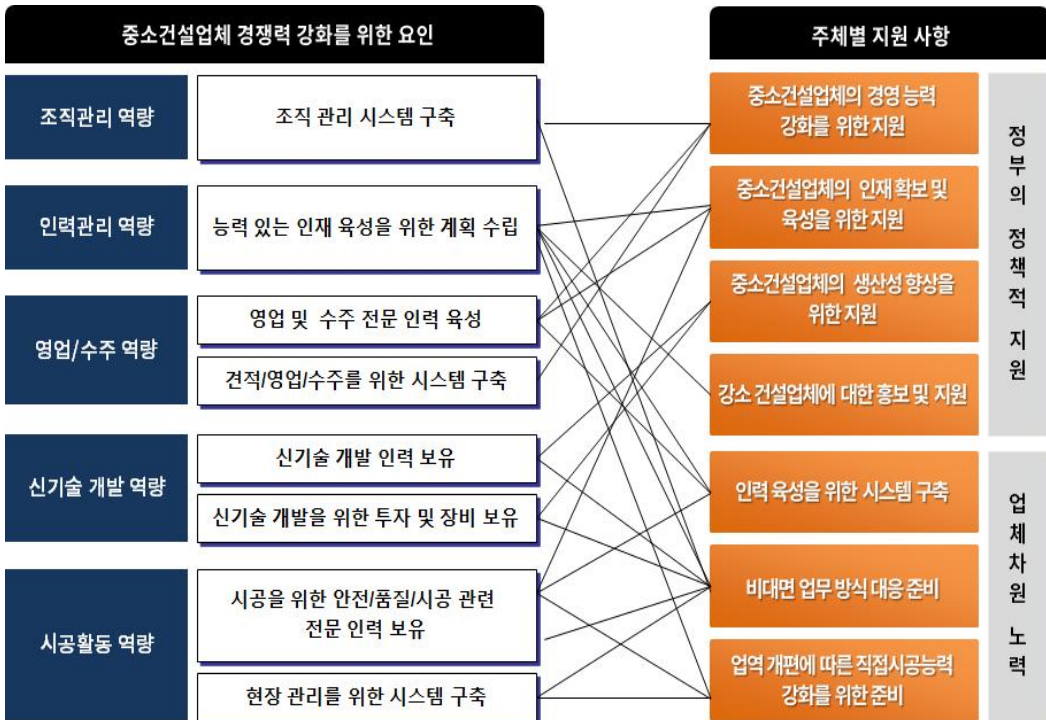 중소건설업체 경쟁력 강화를 위한 요인
조직관리 역량
조직 관리 시스템 구축
인력관리 역량
능력 있는 인재 육성을 위한 계획 수립
영업/수주 역량
영업 및 수주 전문 인력 육성
견적/영업/수주를 위한 시스템 구축
신기술 개발 역량
신기술 개발 인력 보유
신기술 개발을 위한 투자 및 장비 보유
시공활동 역량
시공을 위한 안전/품질/시공 관련
전문 인력 보유
현장 관리를 위한 시스템 구축
주체별 지원 사항
중소건설업체의 경영 능력
강화를 위한 지원
중소건설업체의 인재 확보 및
육성을 위한 지원
중소건설업체의 생산성 향상을
위한 지원
강소 건설업체에 대한 홍보 및 지원
정부의 정책적 지원
인력 육성을 위한 시스템 구축
비대면 업무 방식 대응 준비
업역 개편에 따른 직접시공능력
강화를 위한 준비
업체차원 노력